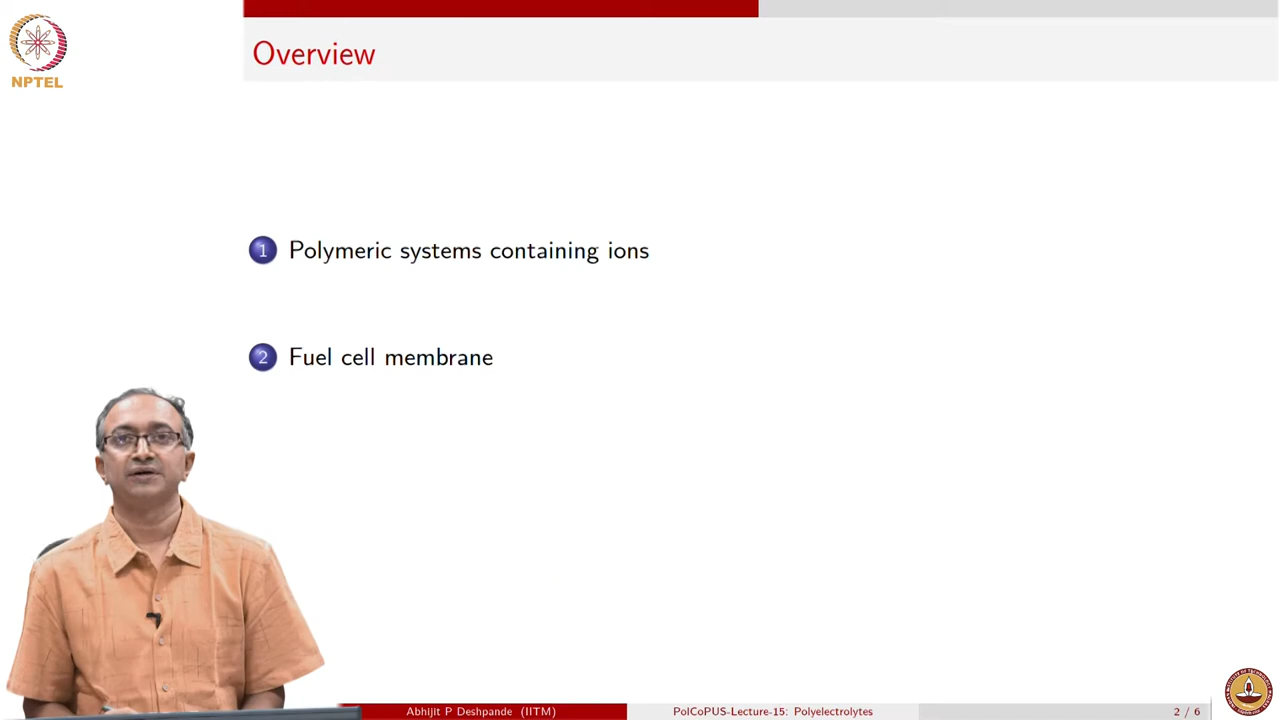 NPTEL
Overview
1 Polymeric systems containing ions
2 Fuel cell membrane
Abhijit P Deshpande (IITM) PolCoPUS-Lecture-15: Polyelectrolytes 2 / 6